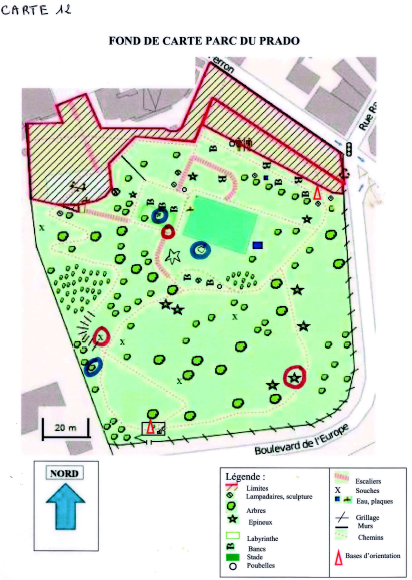 CARTE 12
FOND DE CARTE PARC DU PRADO
erron
Rue Ra
B
B
B
B
B
B
B
B
B
B
B
X
X
X
X
X
X
C
20 m
Boulevard de l'Europe
NORD
Légende :
Limites
Lampadaires, sculpture
Arbres
Epineux
Labyrinthe
B Bancs
Stade
Poubelles
Escaliers
X Souches
Eau, plaques
Grillage
Murs
Chemins
Bases d'orientation